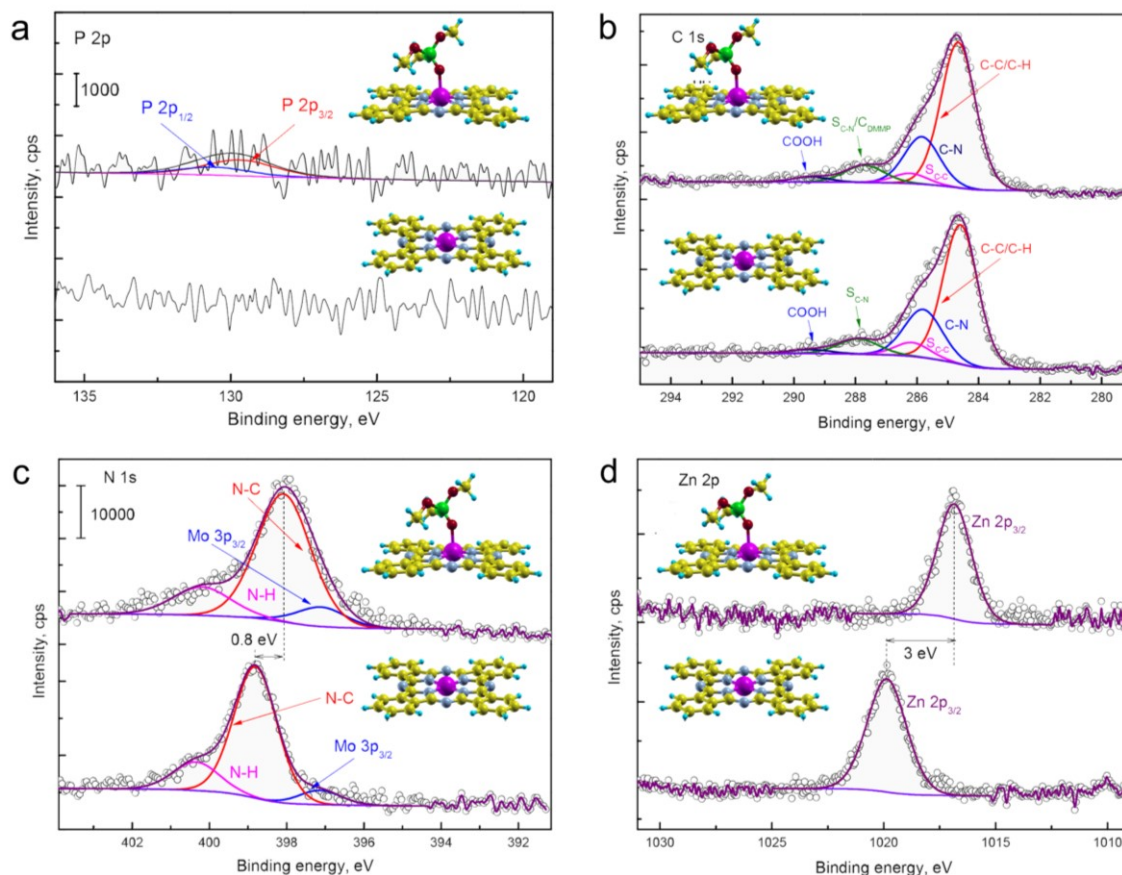 a
P 2p
1000
P 2p1/2
P 2p3/2
Intensity, cps
135 130 125 120
Binding energy, eV
b
C 1s
C-C/C-H
SC-N/CDMMP
COOH
C-N
SC-C
C-C/C-H
SC-N
COOH
C-N
SC-C
Intensity, cps
294 292 290 288 286 284 282 280
Binding energy, eV
c
N 1s
10000
N-C
Mo 3p3/2
N-H
0.8 eV
N-C
Mo 3p3/2
N-H
Intensity, cps
402 400 398 396 394 392
Binding energy, eV
d
Zn 2p
Zn 2p3/2
3 eV
Zn 2p3/2
Intensity, cps
1030 1025 1020 1015 1010
Binding energy, eV